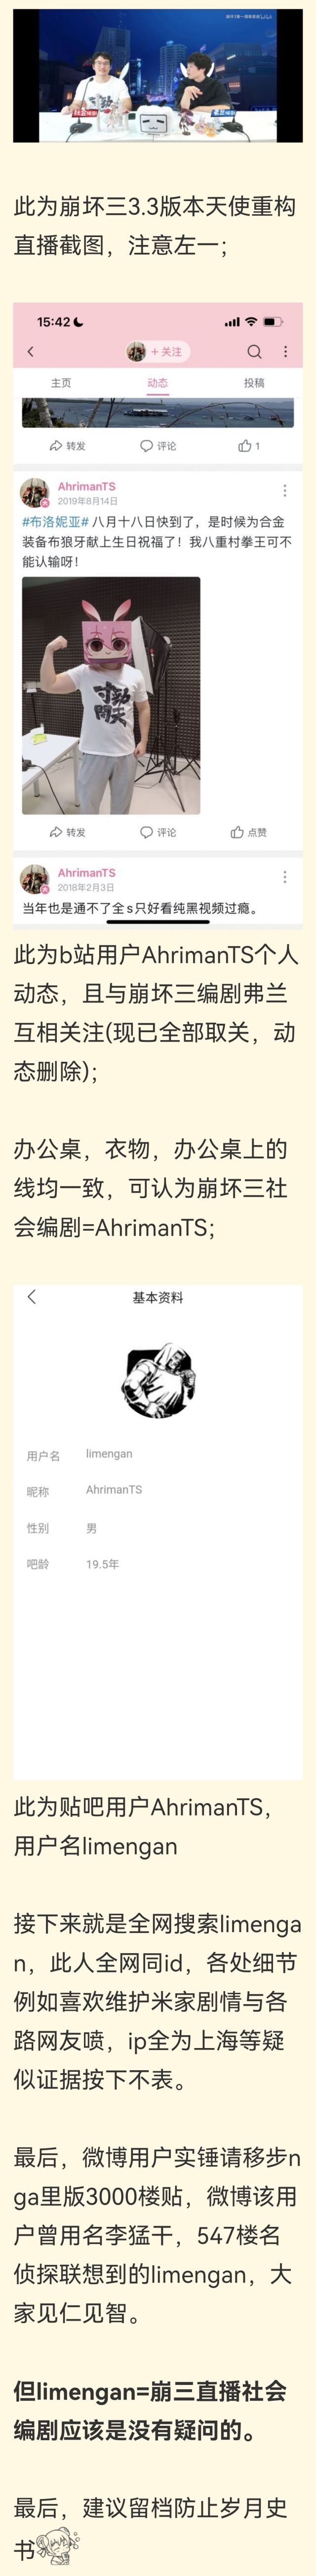 此为崩坏三3.3版本天使重构
直播截图，注意左一；
15:42
+ 关注
主页
动态
投稿
转发
评论
1
AhrimanTS
2019年8月14日
#布洛妮亚# 八月十八日快到了，是时候为合金
装备布狼牙献上生日祝福了！我八重村拳王可不
能认输呀！
转发
评论
点赞
AhrimanTS
2018年2月3日
当年也是通不了全s只好看纯黑视频过瘾。
此为b站用户AhrimanTS个人
动态，且与崩坏三编剧弗兰
互相关注(现已全部取关，动
态删除)；
办公桌，衣物，办公桌上的
线均一致，可认为崩坏三社
会编剧=AhrimanTS；
基本资料
用户名 limengan
昵称 AhrimanTS
性别 男
吧龄 19.5年
此为贴吧用户AhrimanTS，
用户名limengan
接下来就是全网搜索limenga
n，此人全网同id，各处细节
例如喜欢维护米家剧情与各
路网友喷，ip全为上海等疑
似证据按下不表。
最后，微博用户实锤请移步n
ga里版3000楼贴，微博该用
户曾用名李猛干，547楼名
侦探联想到的limengan，大
家见仁见智。
但limengan=崩三直播社会
编剧应该是没有疑问的。
最后，建议留档防止岁月史
书